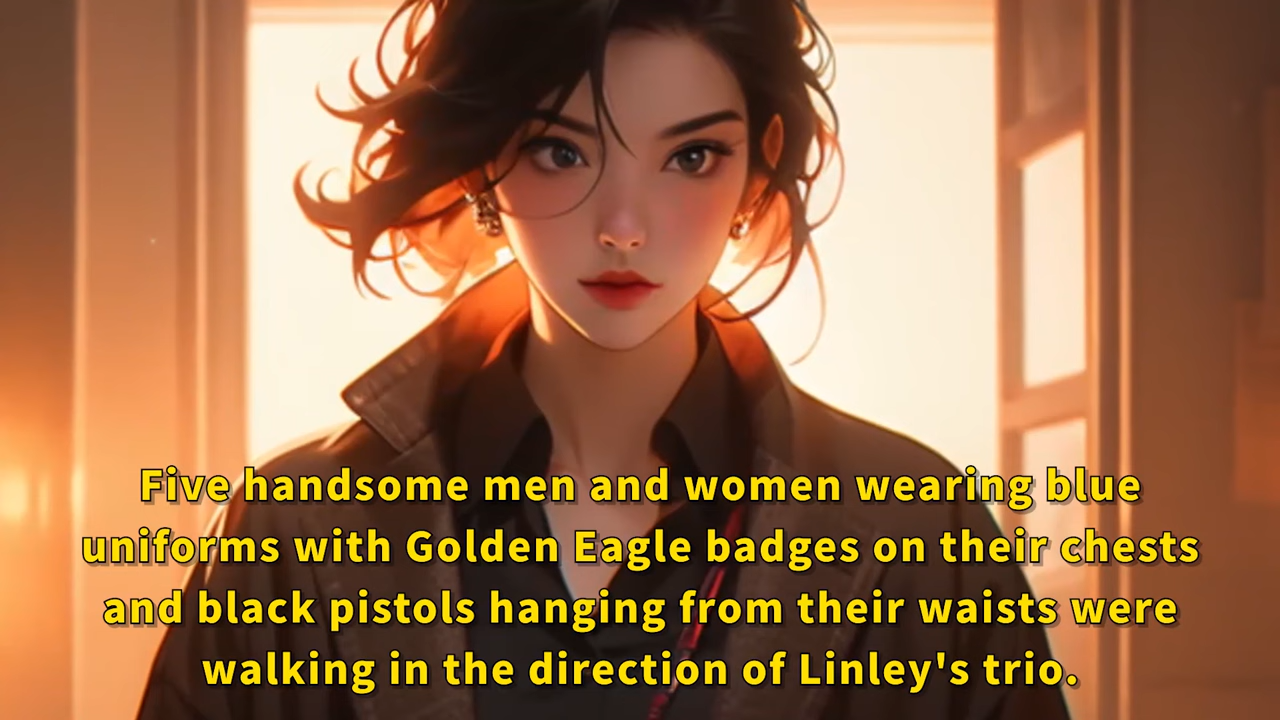 Five handsome men and women wearing blue
uniforms with Golden Eagle badges on their chests
and black pistols hanging from their waists were
walking in the direction of Linley's trio.